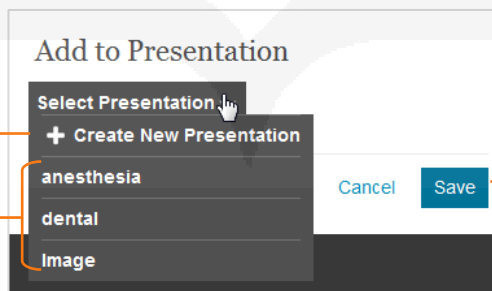 Add to Presentation
Select Presentation
Create New Presentation
anesthesia
dental
Image
Cancel Save